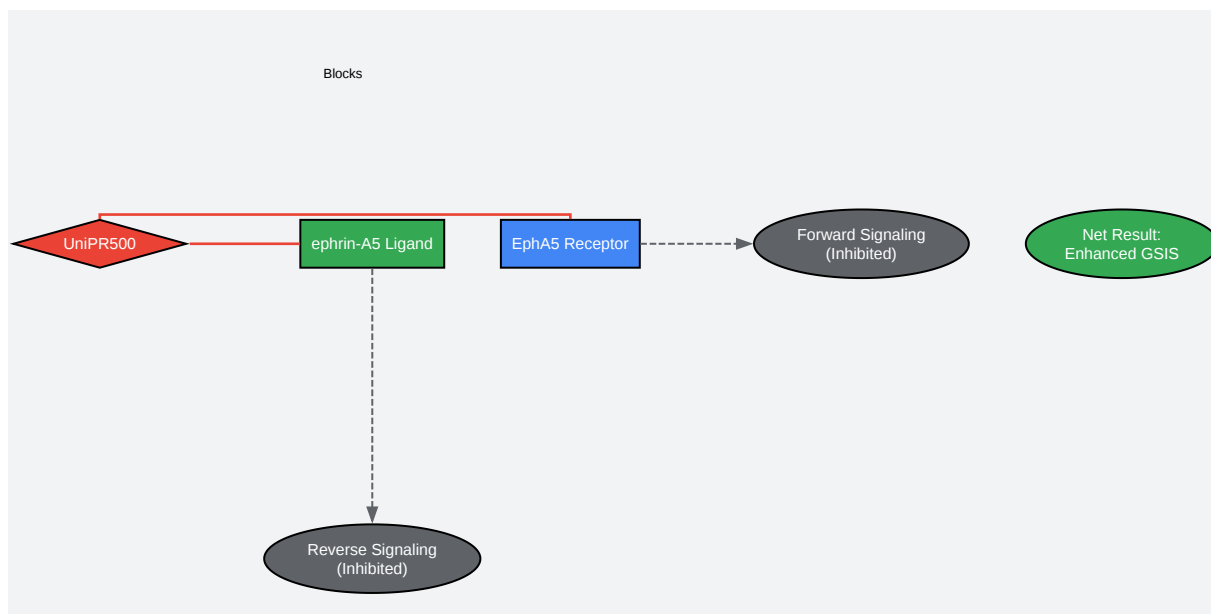 Blocks
UniPR500
ephrin-A5 Ligand
EphA5 Receptor
Forward Signaling
(Inhibited)
Net Result:
Enhanced GSIS
Reverse Signaling
(Inhibited)